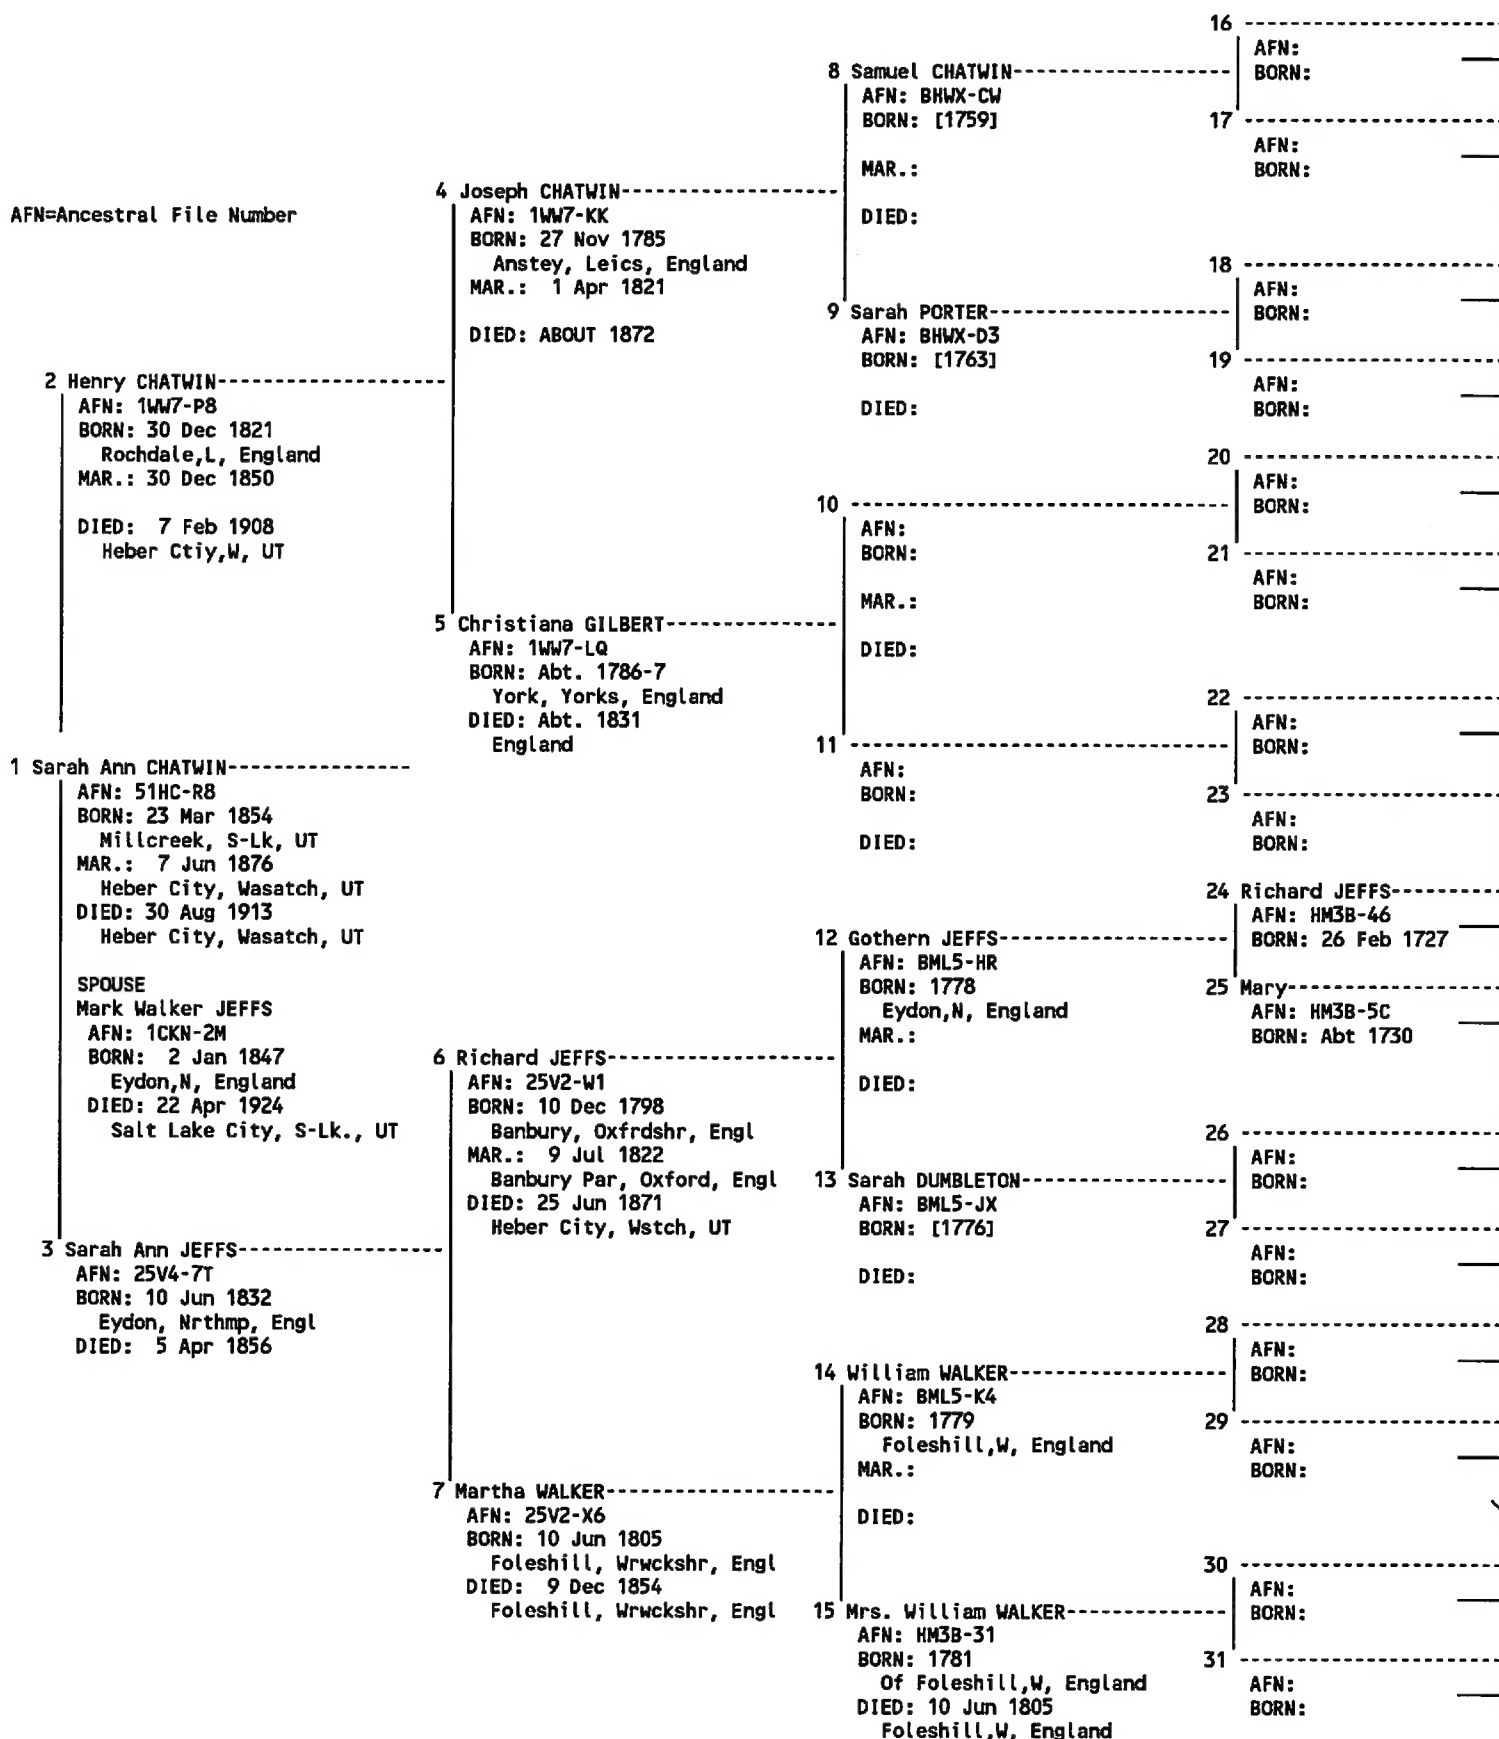 AFN=Ancestral File Number
1 Sarah Ann CHATWIN
AFN: 51HC-R8
BORN: 23 Mar 1854
Millcreek, S-Lk, UT
MAR.: 7 Jun 1876
Heber City, Wasatch, UT
DIED: 30 Aug 1913
Heber City, Wasatch, UT
SPOUSE
Mark Walker JEFFS
AFN: 1CKN-2M
BORN: 2 Jan 1847
Eydon,N, England
DIED: 22 Apr 1924
Salt Lake City, S-Lk., UT
2 Henry CHATWIN
AFN: 1WW7-P8
BORN: 30 Dec 1821
Rochdale,L, England
MAR.: 30 Dec 1850
DIED: 7 Feb 1908
Heber Ctiy,W, UT
3 Sarah Ann JEFFS
AFN: 25V4-7T
BORN: 10 Jun 1832
Eydon, Nrthmp, Engl
DIED: 5 Apr 1856
4 Joseph CHATWIN
AFN: 1WW7-KK
BORN: 27 Nov 1785
Anstey, Leics, England
MAR.: 1 Apr 1821
DIED: ABOUT 1872
5 Christiana GILBERT
AFN: 1WW7-LQ
BORN: Abt. 1786-7
York, Yorks, England
DIED: Abt. 1831
England
6 Richard JEFFS
AFN: 25V2-W1
BORN: 10 Dec 1798
Banbury, Oxfrdshr, Engl
MAR.: 9 Jul 1822
Banbury Par, Oxford, Engl
DIED: 25 Jun 1871
Heber City, Wstch, UT
7 Martha WALKER
AFN: 25V2-X6
BORN: 10 Jun 1805
Foleshill, Wrwckshr, Engl
DIED: 9 Dec 1854
Foleshill, Wrwckshr, Engl
8 Samuel CHATWIN
AFN: BHWX-CW
BORN: [1759]
MAR.:
DIED:
9 Sarah PORTER
AFN: BHWX-D3
BORN: [1763]
DIED:
10
AFN:
BORN:
MAR.:
DIED:
11
AFN:
BORN:
DIED:
12 Gothern JEFFS
AFN: BML5-HR
BORN: 1778
Eydon,N, England
MAR.:
DIED:
13 Sarah DUMBLETON
AFN: BML5-JX
BORN: [1776]
DIED:
14 William WALKER
AFN: BML5-K4
BORN: 1779
Foleshill,W, England
MAR.:
DIED:
15 Mrs. William WALKER
AFN: HM3B-31
BORN: 1781
Of Foleshill,W, England
DIED: 10 Jun 1805
Foleshill,W, England
16
AFN:
BORN:
17
AFN:
BORN:
18
AFN:
BORN:
19
AFN:
BORN:
20
AFN:
BORN:
21
AFN:
BORN:
22
AFN:
BORN:
23
AFN:
BORN:
24 Richard JEFFS
AFN: HM3B-46
BORN: 26 Feb 1727
25 Mary
AFN: HM3B-5C
BORN: Abt 1730
26
AFN:
BORN:
27
AFN:
BORN:
28
AFN:
BORN:
29
AFN:
BORN:
30
AFN:
BORN:
31
AFN:
BORN: